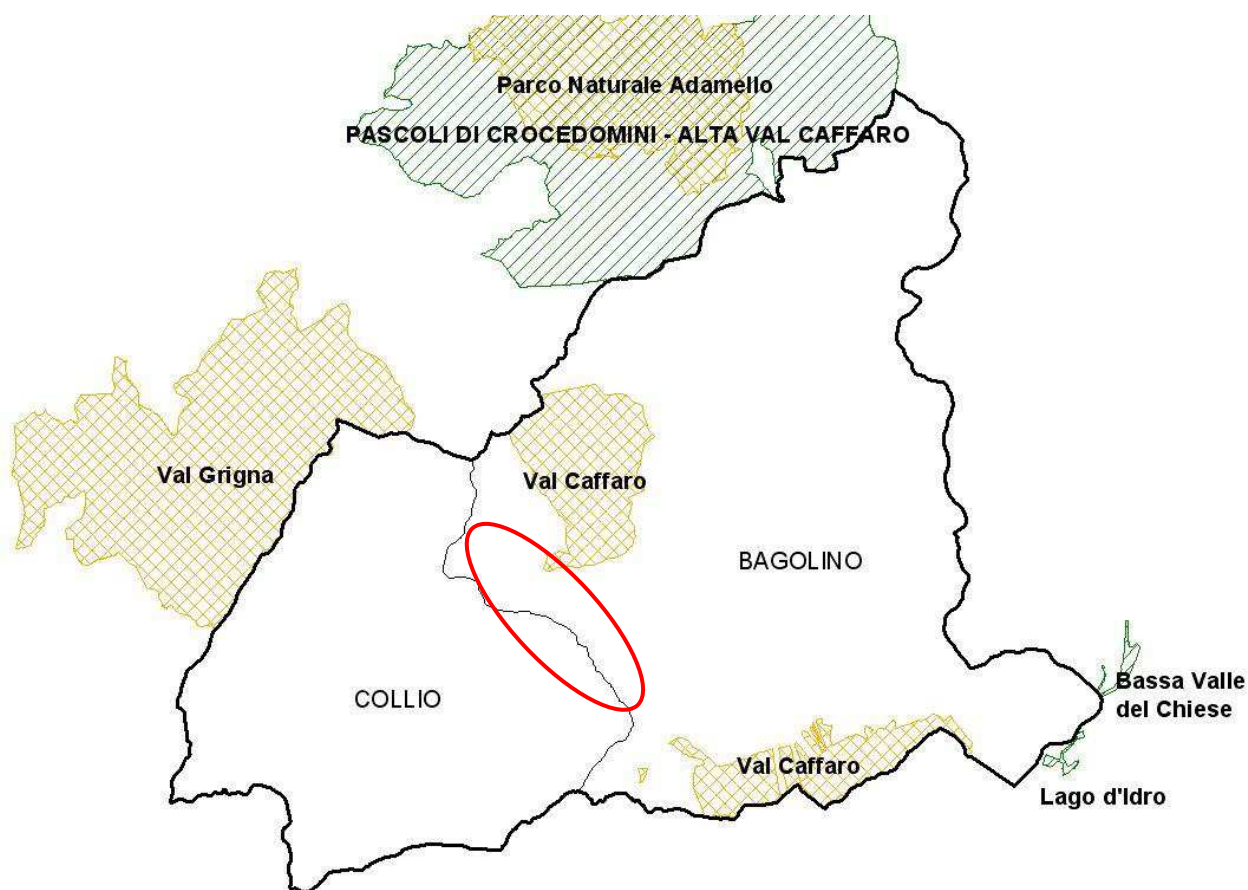 Parco Naturale Adamello
PASCOLI DI CROCEDOMINI - ALTA VAL CAFFARO
Val Grigna
Val Caffaro
BAGOLINO
COLLIO
Bassa Valle
del Chiese
Val Caffaro
Lago d'Idro